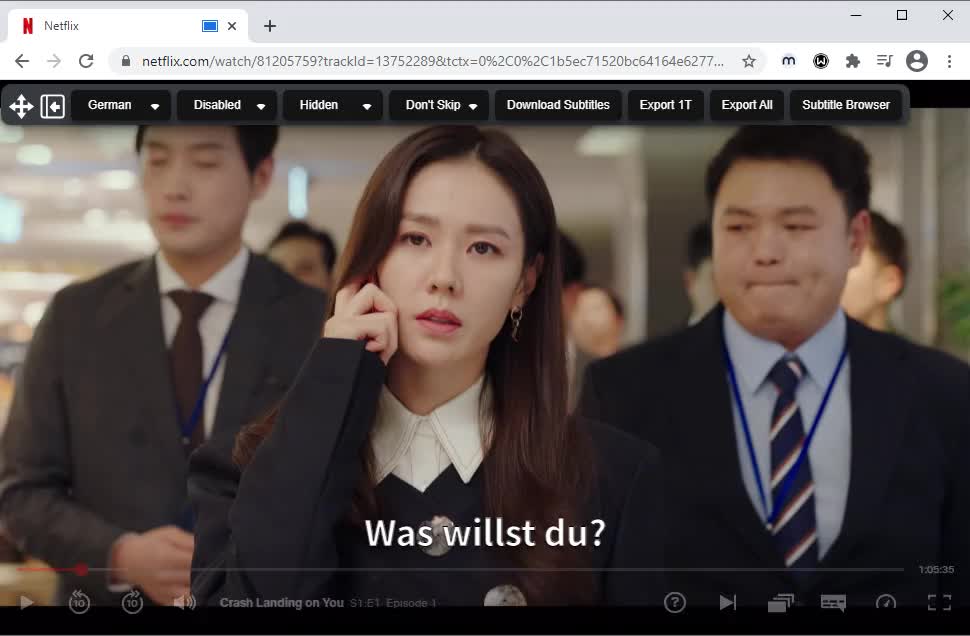 Netflix
netflix.com/watch/81205759?trackId=13752289&tctx=0%2C0%2C1b5ec71520bc64164e6277...
German Disabled Hidden Don't Skip Download Subtitles Export 1T Export All Subtitle Browser
Was willst du?
1:05:35
10 10 Crash Landing on You S1:E1 Episode 1 ?